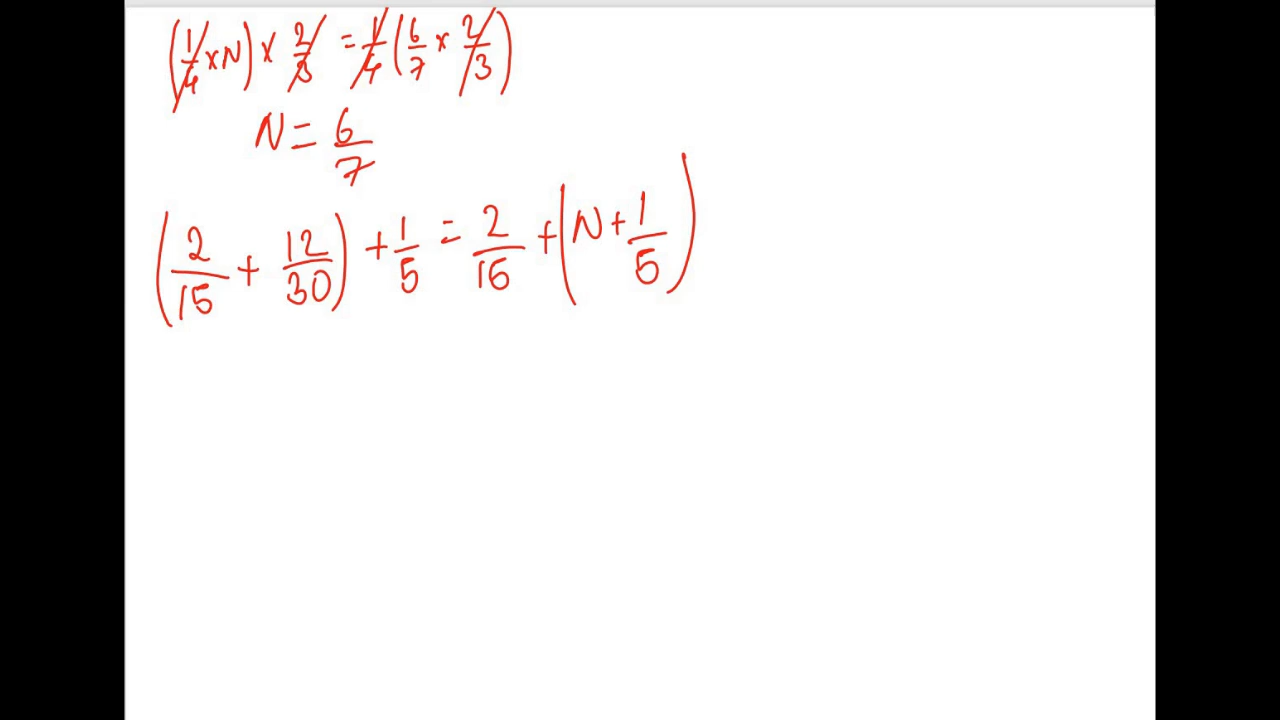 (1/4 × N) × 2/3 = 1/4 (6/7 × 2/3)
N = 6/7
(2/15 + 12/30) + 1/5 = 2/15 + (N + 1/5)